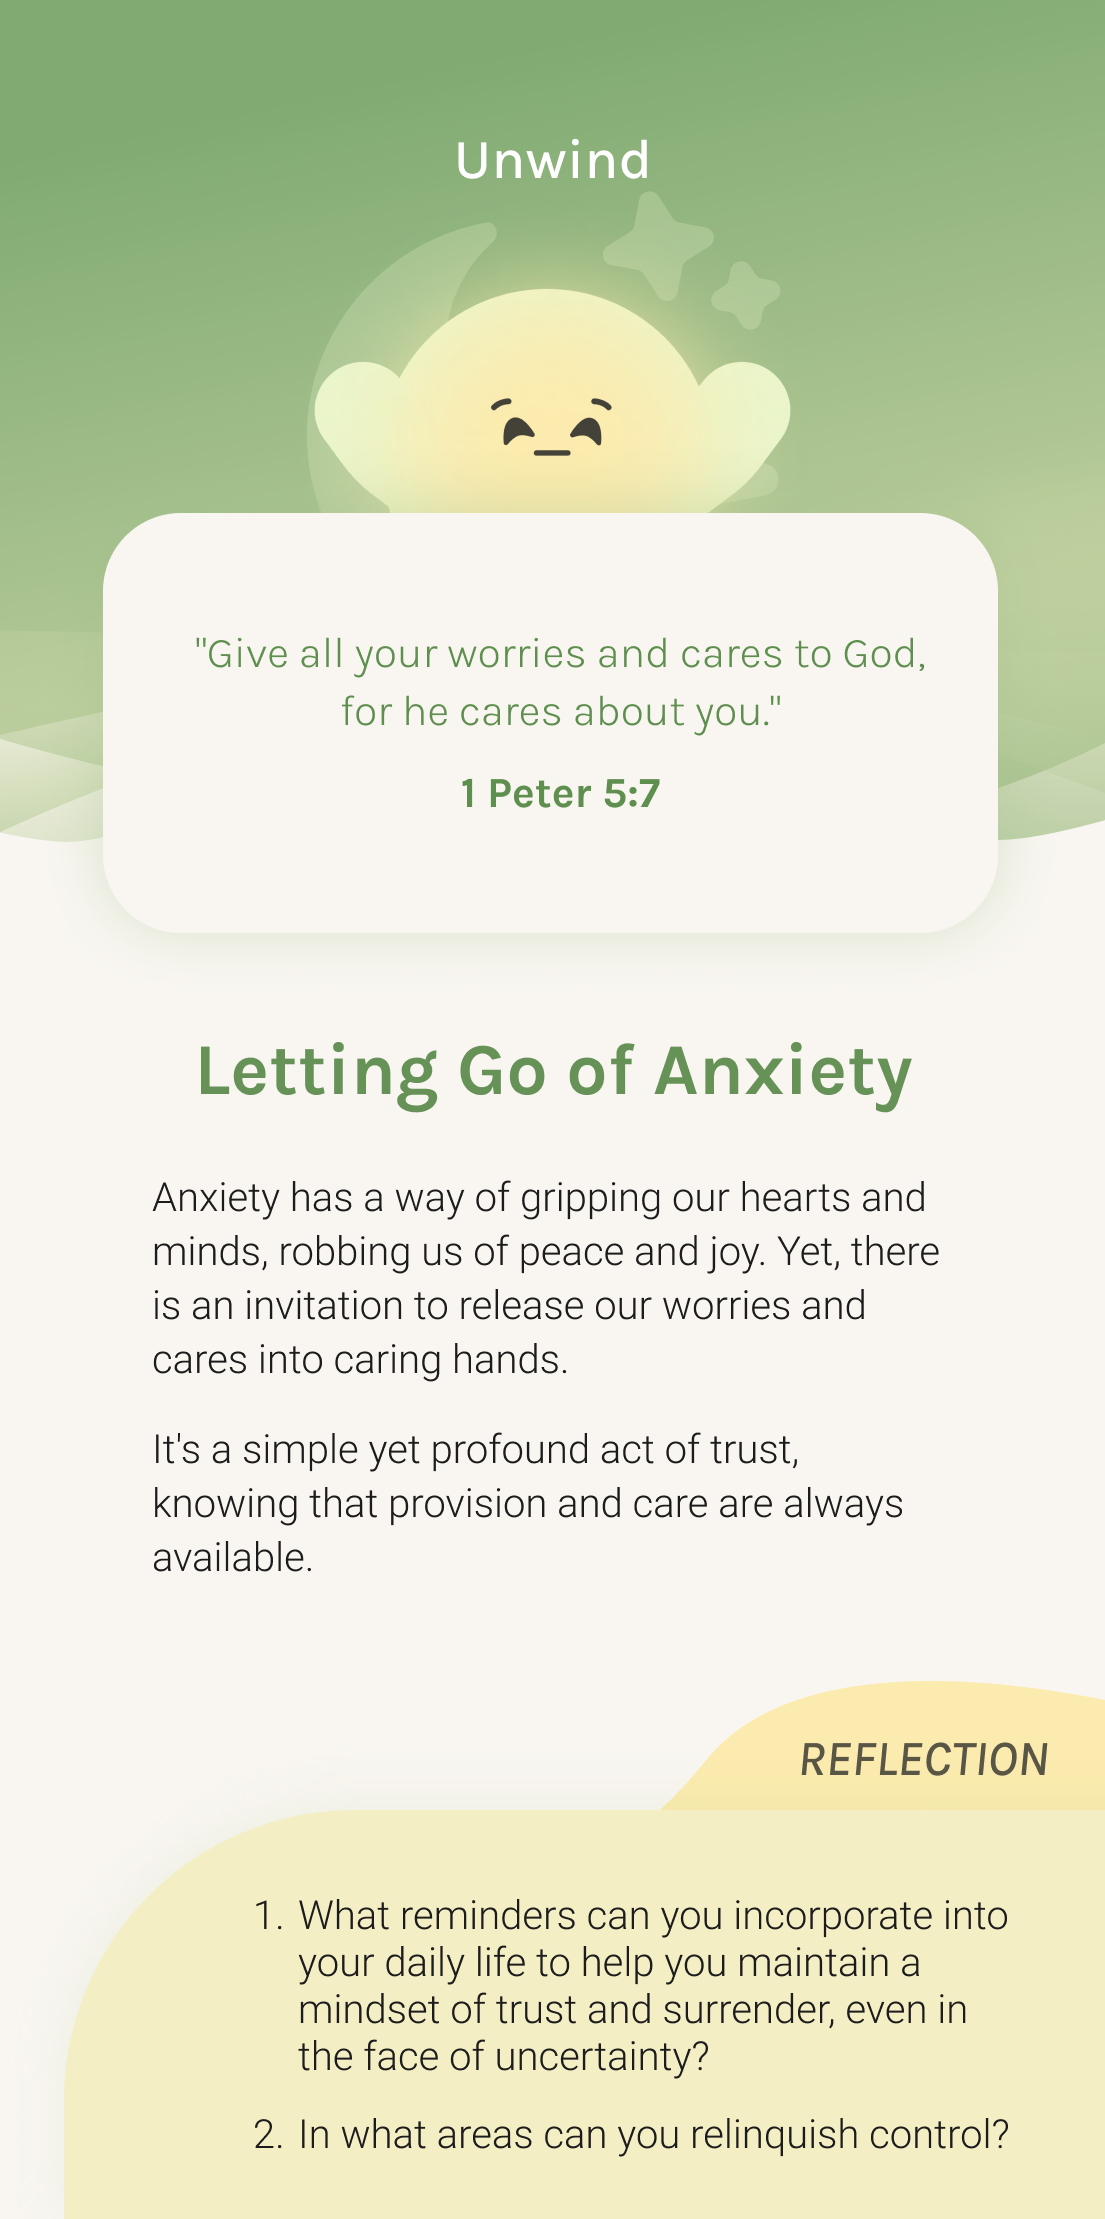 Unwind
"Give all your worries and cares to God,
for he cares about you."
1 Peter 5:7
Letting Go of Anxiety
Anxiety has a way of gripping our hearts and
minds, robbing us of peace and joy. Yet, there
is an invitation to release our worries and
cares into caring hands.
It's a simple yet profound act of trust,
knowing that provision and care are always
available.
REFLECTION
1. What reminders can you incorporate into
your daily life to help you maintain a
mindset of trust and surrender, even in
the face of uncertainty?
2. In what areas can you relinquish control?